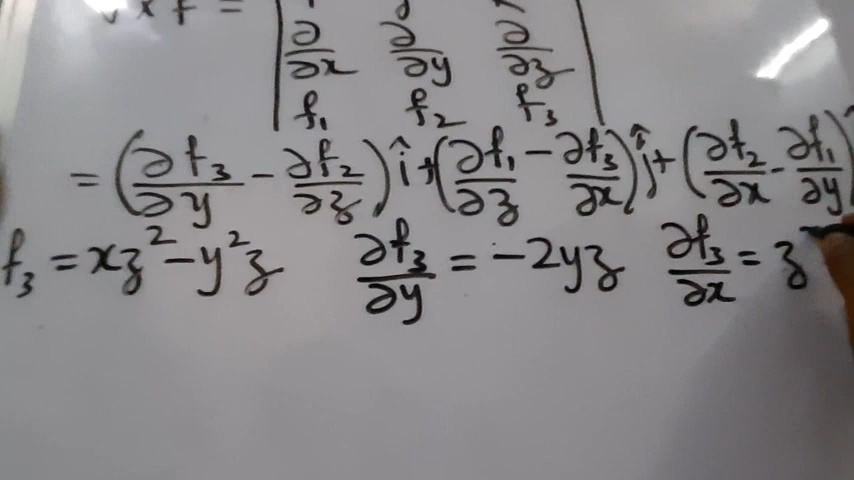 ∇ × f =
∂/∂x ∂/∂y ∂/∂z
f₁ f₂ f₃
= (∂f₃/∂y - ∂f₂/∂z) î + (∂f₁/∂z - ∂f₃/∂x) ĵ + (∂f₂/∂x - ∂f₁/∂y)
f₃ = xz² - y²z ∂f₃/∂y = -2yz ∂f₃/∂x = z